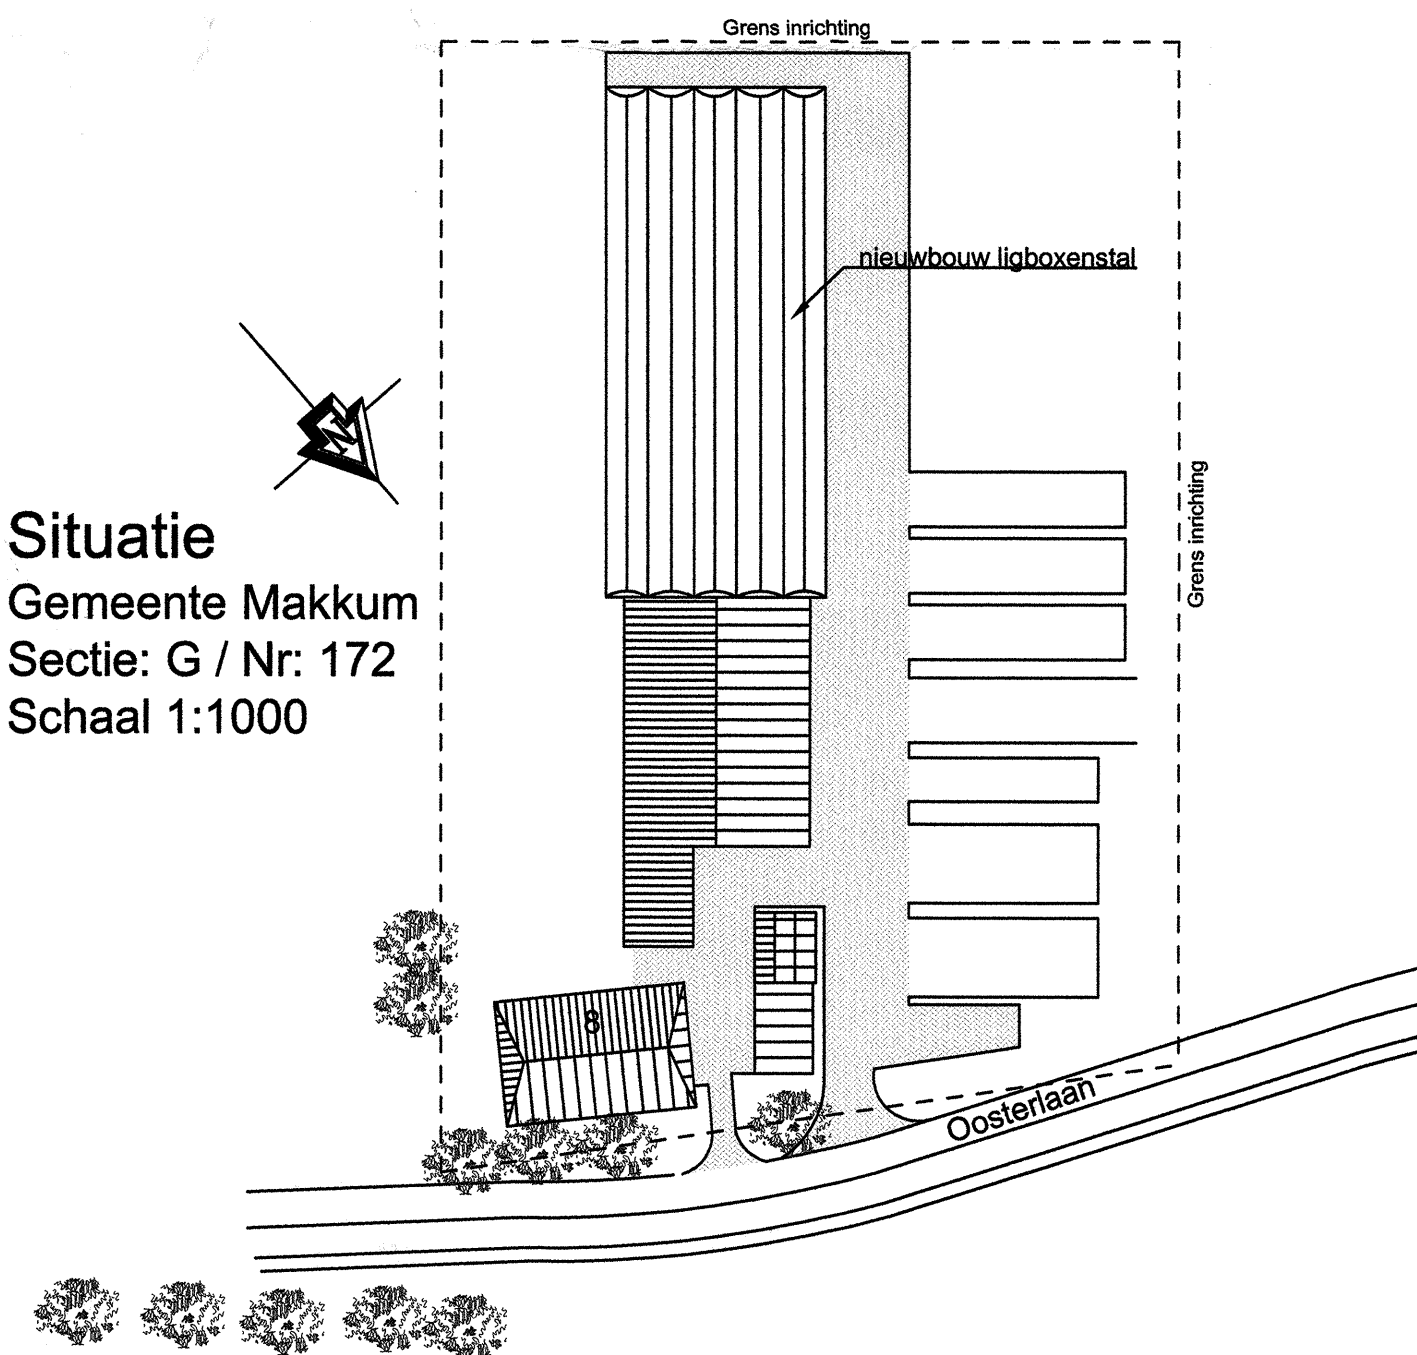 Grens inrichting
nieuwbouw ligboxenstal
N
Grens inrichting
Situatie
Gemeente Makkum
Sectie: G / Nr: 172
Schaal 1:1000
8
Oosterlaan